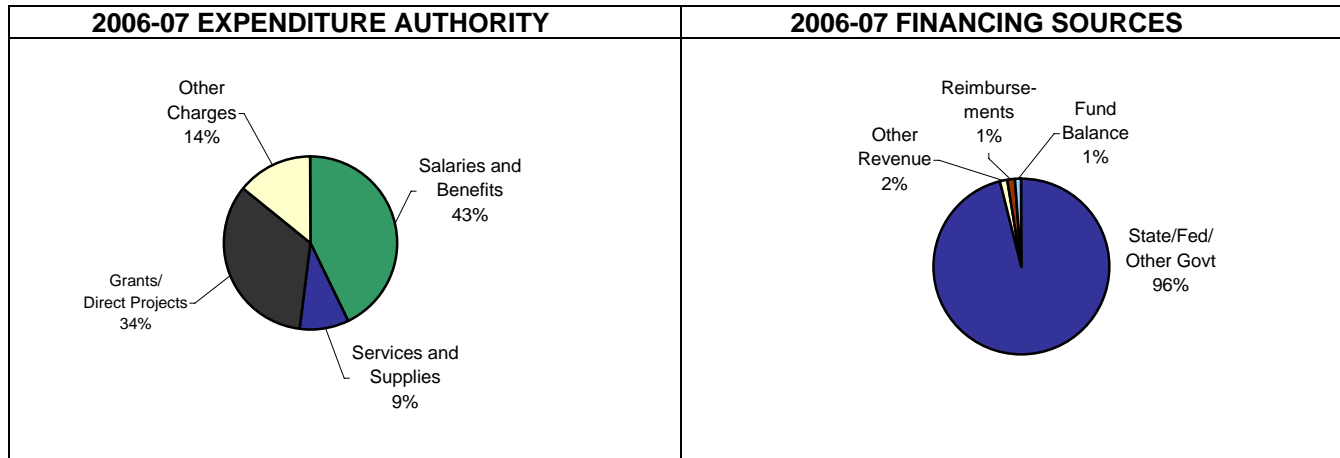 2006-07 EXPENDITURE AUTHORITY
Other
Charges
14%
Salaries and
Benefits
43%
Grants/
Direct Projects
34%
Services and
Supplies
9%
2006-07 FINANCING SOURCES
Reimburse-
ments
1%
Fund
Balance
1%
Other
Revenue
2%
State/Fed/
Other Govt
96%